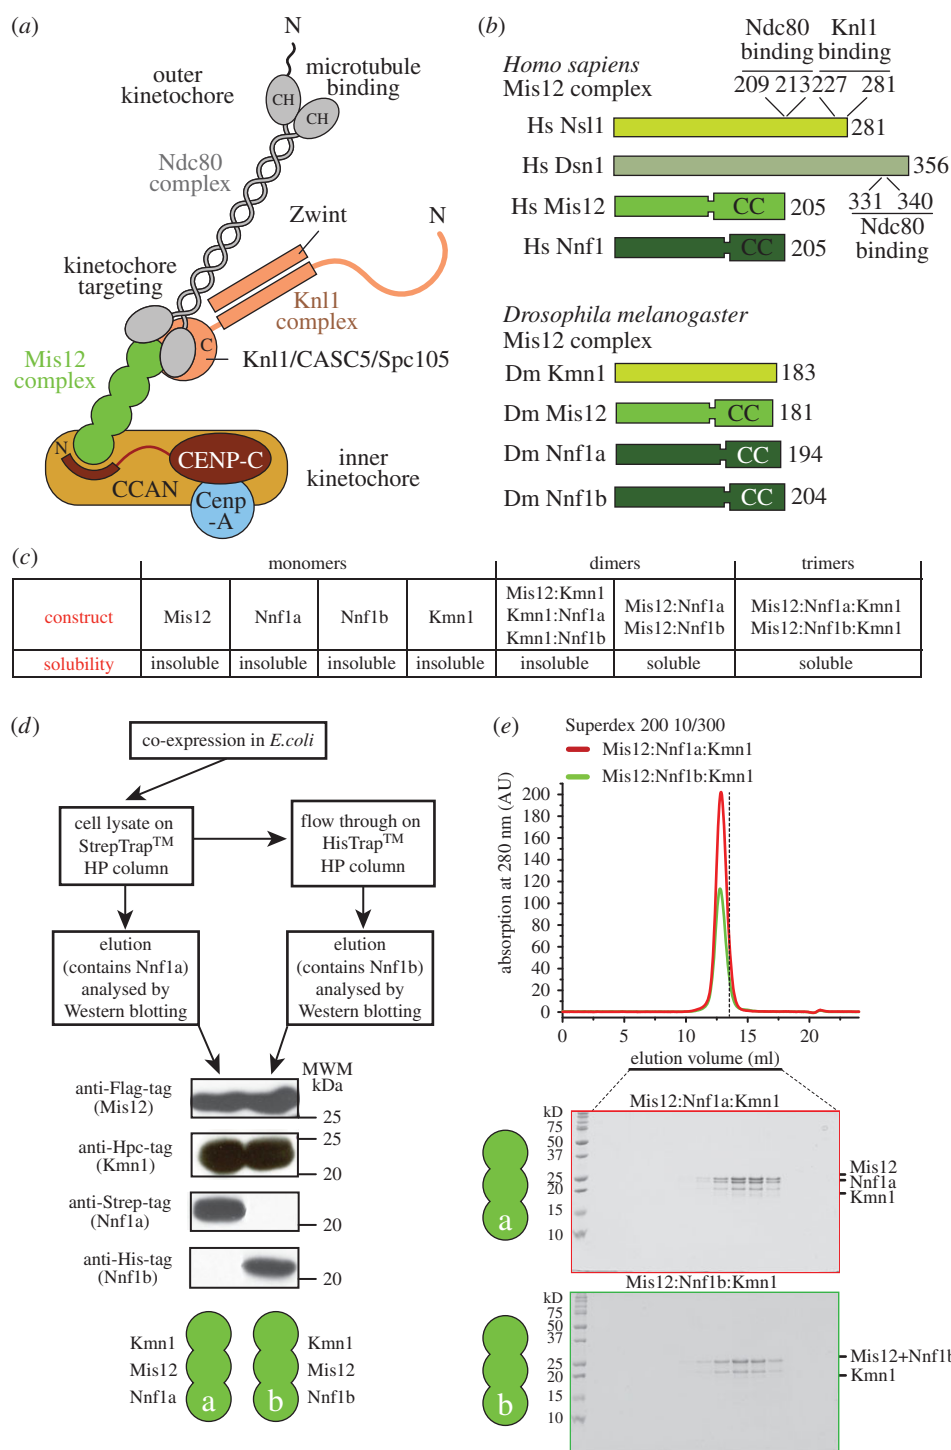 (a)
N
outer
kinetochore
microtubule
binding
CH
CH
Ndc80
complex
Zwint
N
kinetochore
targeting
Knl1
complex
C
Mis12
complex
Knl1/CASC5/Spc105
N
CENP-C
CCAN
inner
kinetochore
Cenp
-A
(b)
Ndc80
binding
Knl1
binding
Homo sapiens
Mis12 complex
209 213 227 281
Hs Nsl1 281
Hs Dsn1 356
331 340
Ndc80
binding
Hs Mis12 CC 205
Hs Nnf1 CC 205
Drosophila melanogaster
Mis12 complex
Dm Kmn1 183
Dm Mis12 CC 181
Dm Nnf1a CC 194
Dm Nnf1b CC 204
(c)
monomers dimers trimers
construct Mis12 Nnf1a Nnf1b Kmn1
Mis12:Kmn1
Kmn1:Nnf1a
Kmn1:Nnf1b
Mis12:Nnf1a
Mis12:Nnf1b
Mis12:Nnf1a:Kmn1
Mis12:Nnf1b:Kmn1
solubility insoluble insoluble insoluble insoluble insoluble soluble soluble
(d)
co-expression in E.coli
cell lysate on
StrepTrap™
HP column
flow through on
HisTrap™
HP column
elution
(contains Nnf1a)
analysed by
Western blotting
elution
(contains Nnf1b)
analysed by
Western blotting
MWM
kDa
anti-Flag-tag
(Mis12)
25
anti-Hpc-tag
(Kmn1)
25
20
anti-Strep-tag
(Nnf1a)
20
anti-His-tag
(Nnf1b)
20
Kmn1
Mis12
Nnf1a
a
b
Kmn1
Mis12
Nnf1b
(e)
Superdex 200 10/300
Mis12:Nnf1a:Kmn1
Mis12:Nnf1b:Kmn1
absorption at 280 nm (AU)
200
180
160
140
120
100
80
60
40
20
0
0 5 10 15 20
elution volume (ml)
Mis12:Nnf1a:Kmn1
kD
75
50
37
25
20
15
10
a
Mis12
Nnf1a
Kmn1
Mis12:Nnf1b:Kmn1
kD
75
50
37
25
20
15
10
b
Mis12+Nnf1b
Kmn1